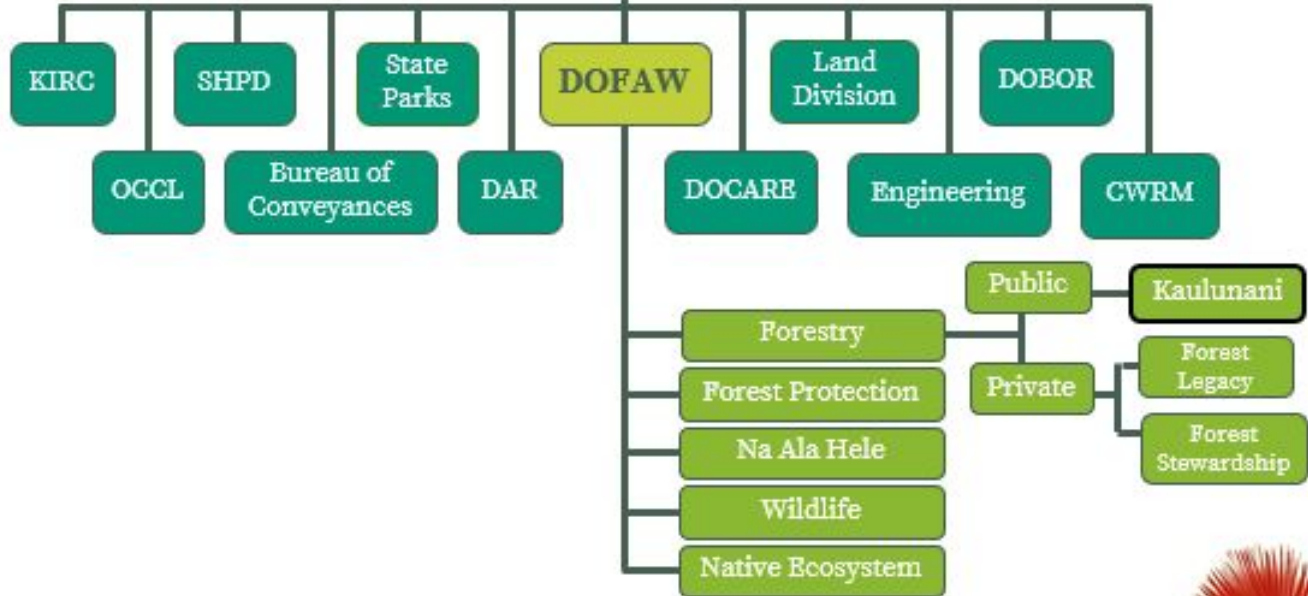 KIRC
SHPD
State
Parks
DOFAW
Land
Division
DOBOR
OCCL
Bureau of
Conveyances
DAR
DOCARE
Engineering
CWRM
Public
Kaulunani
Forestry
Forest
Legacy
Private
Forest Protection
Forest
Stewardship
Na Ala Hele
Wildlife
Native Ecosystem